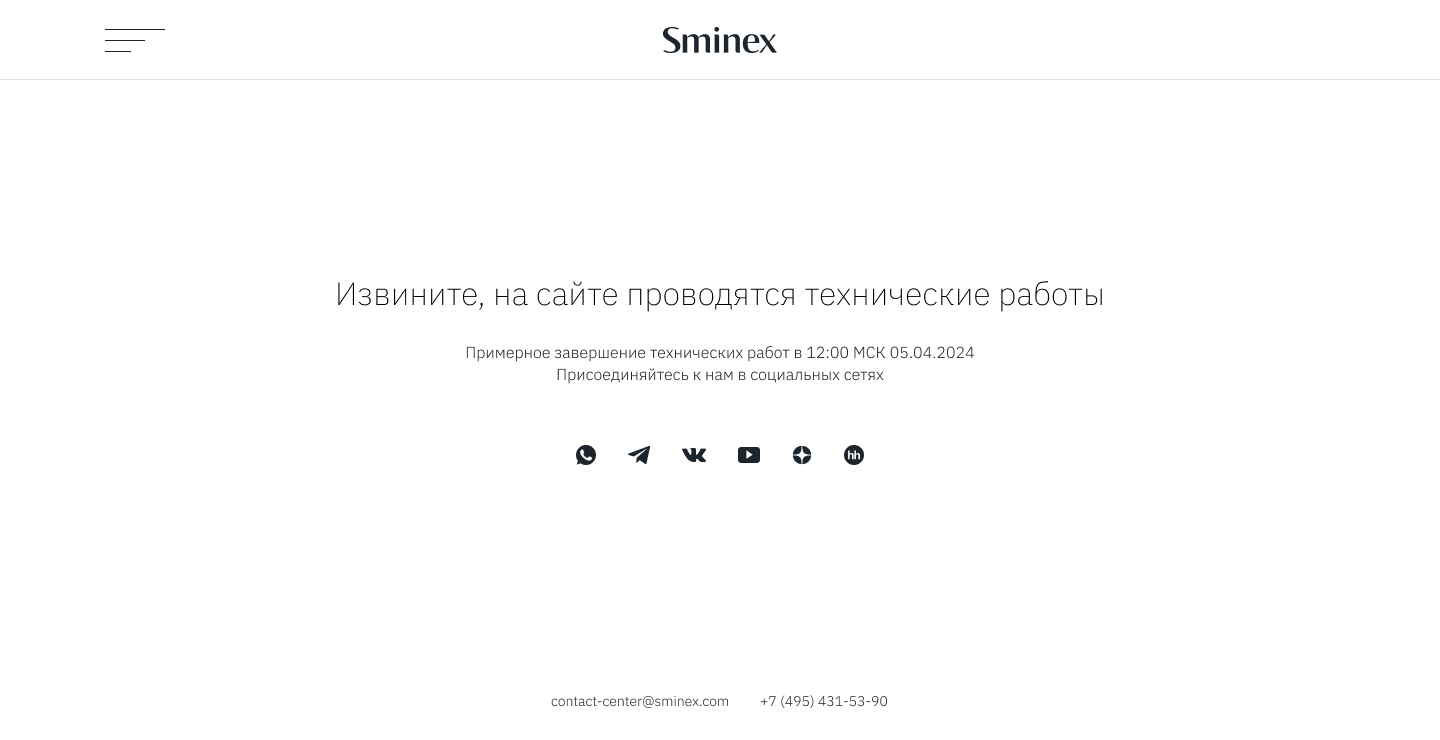 Sminex
Извините, на сайте проводятся технические работы
Примерное завершение технических работ в 12:00 МСК 05.04.2024
Присоединяйтесь к нам в социальных сетях
hh
contact-center@sminex.com +7 (495) 431-53-90